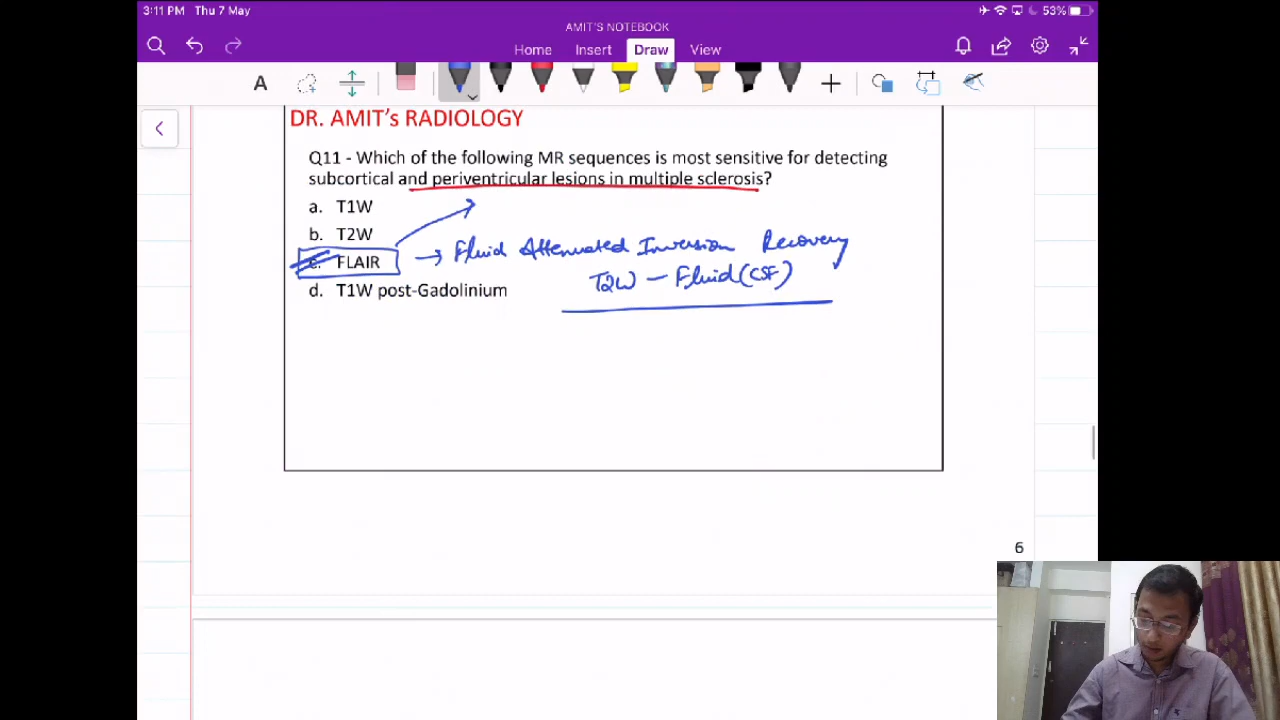 3:11 PM Thu 7 May
53%
AMIT'S NOTEBOOK
Home Insert Draw View
A
DR. AMIT's RADIOLOGY
Q11 - Which of the following MR sequences is most sensitive for detecting
subcortical and periventricular lesions in multiple sclerosis?
a. T1W
b. T2W
Fluid Attenuated Inversion Recovery
c. FLAIR
T2W - Fluid (CSF)
d. T1W post-Gadolinium
6